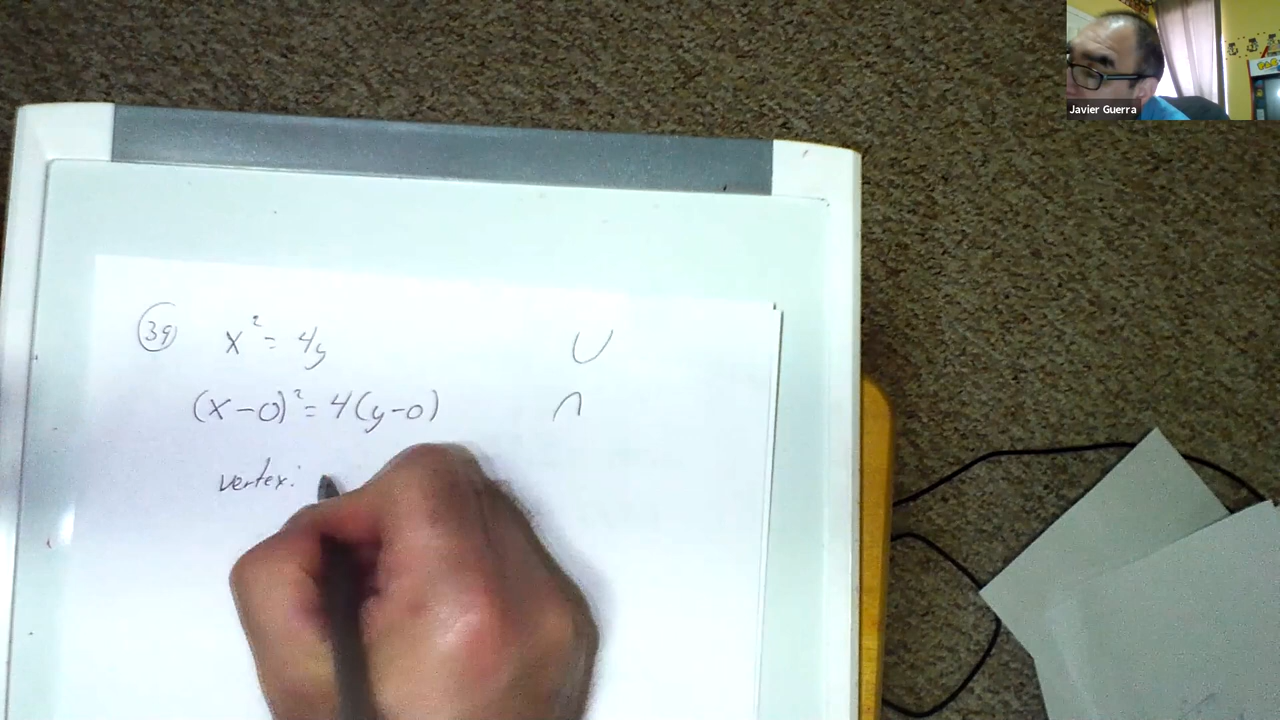 Javier Guerra
39 x² = 4y
(x-0)² = 4(y-0)
vertex: